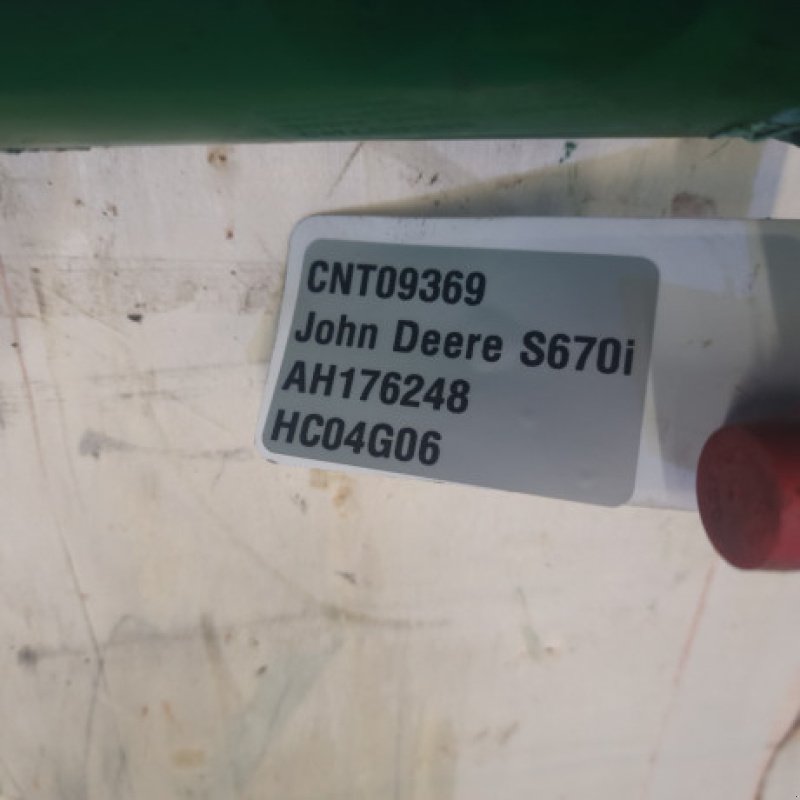 CNT09369
John Deere S670i
AH176248
HC04G06